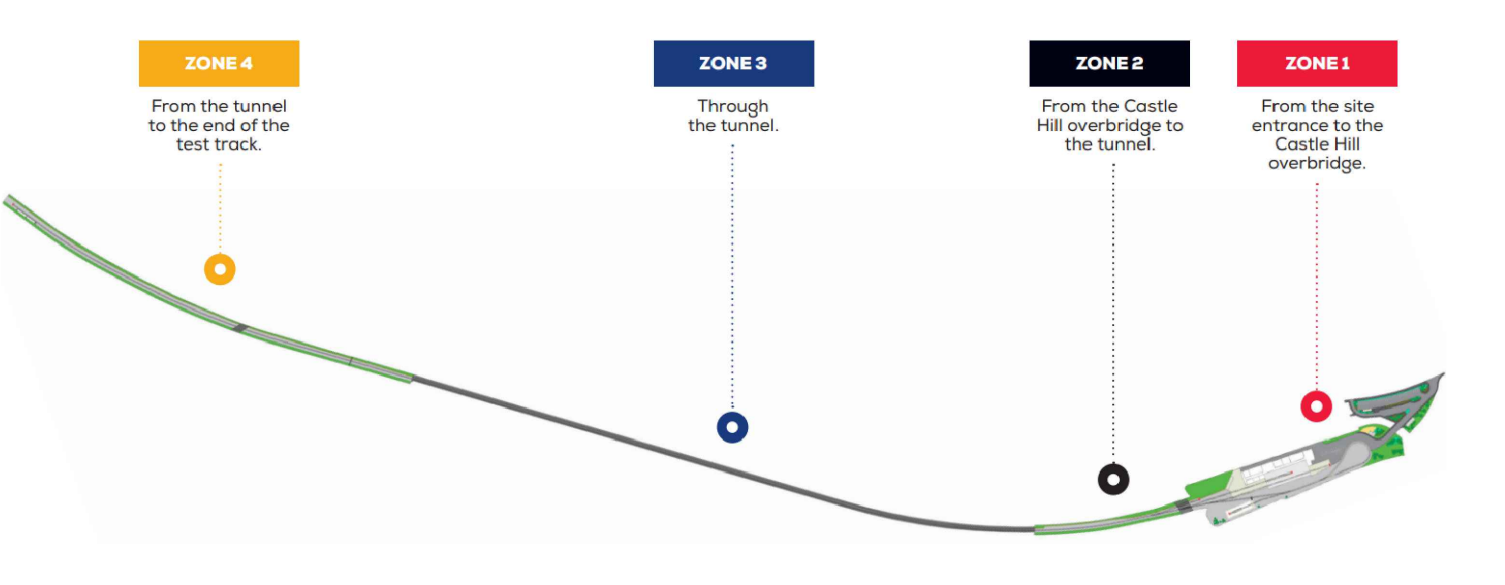 ZONE 4
From the tunnel
to the end of the
test track.
ZONE 3
Through
the tunnel.
ZONE 2
From the Castle
Hill overbridge to
the tunnel.
ZONE 1
From the site
entrance to the
Castle Hill
overbridge.